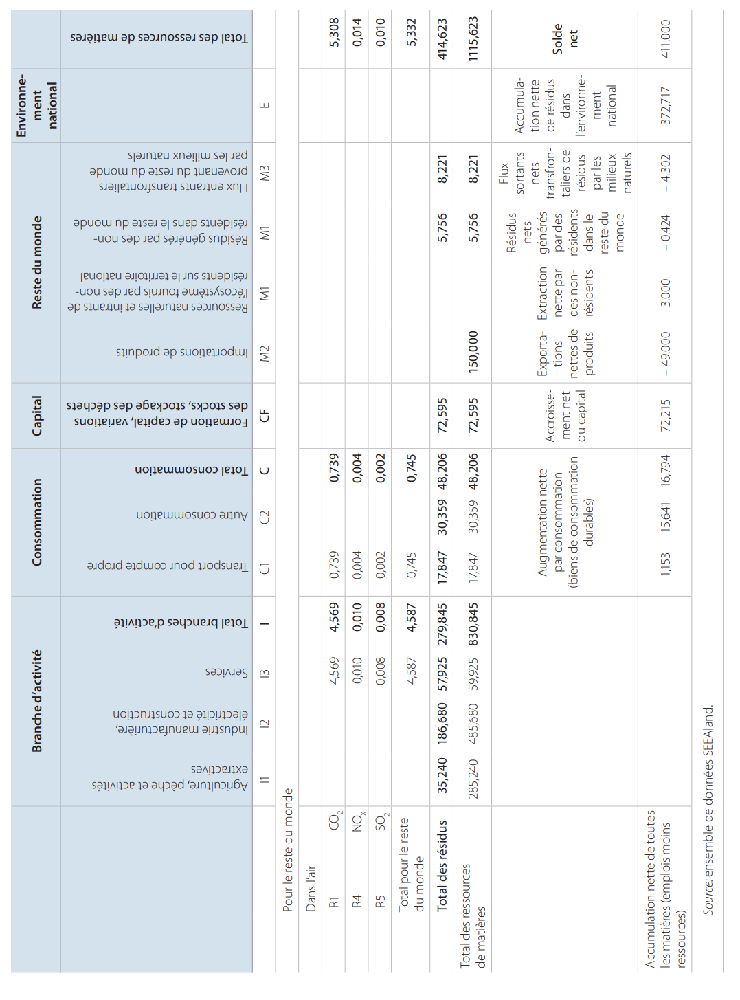 Branche d'activité
Consommation
Capital
Reste du monde
Environne-
ment
national
Agriculture, pêche et activités
extractives
Industrie manufacturière,
électricité et construction
Services
Total branches d'activité
Transport pour compte propre
Autre consommation
Total consommation
Formation de capital, variations
des stocks, stockage des déchets
Importations de produits
Ressources naturelles et intrants de
l'écosystème fournis par des non-
résidents sur le territoire national
Résidus générés par des non-
résidents dans le reste du monde
Flux entrants transfrontaliers
provenant du reste du monde
par les milieux naturels
Total des ressources de matières
I1 I2 I3 I C1 C2 C CF M2 M1 M1 M3 E
Pour le reste du monde
Dans l'air
R1 CO2 4,569 4,569 0,739 0,739 5,308
R4 NOX 0,010 0,010 0,004 0,004 0,014
R5 SO2 0,008 0,008 0,002 0,002 0,010
Total pour le reste
du monde 4,587 4,587 0,745 0,745 5,332
Total des résidus 35,240 186,680 57,925 279,845 17,847 30,359 48,206 72,595 5,756 8,221 414,623
Total des ressources
de matières 285,240 485,680 59,925 830,845 17,847 30,359 48,206 72,595 150,000 5,756 8,221 1115,623
Augmentation nette
par consommation
(biens de consommation
durables)
Accroisse-
ment net
du capital
Exporta-
tions
nettes de
produits
Extraction
nette par
des non-
résidents
Résidus
nets
générés
par des
résidents
dans le
reste du
monde
Flux
sortants
nets
transfron-
taliers de
résidus
par les
milieux
naturels
Accumula-
tion nette
de résidus
dans
l'environne-
ment
national
Solde
net
Accumulation nette de toutes
les matières (emplois moins
ressources)
1,153 15,641 16,794 72,215 – 49,000 3,000 – 0,424 – 4,302 372,717 411,000
Source: ensemble de données SEEAland.